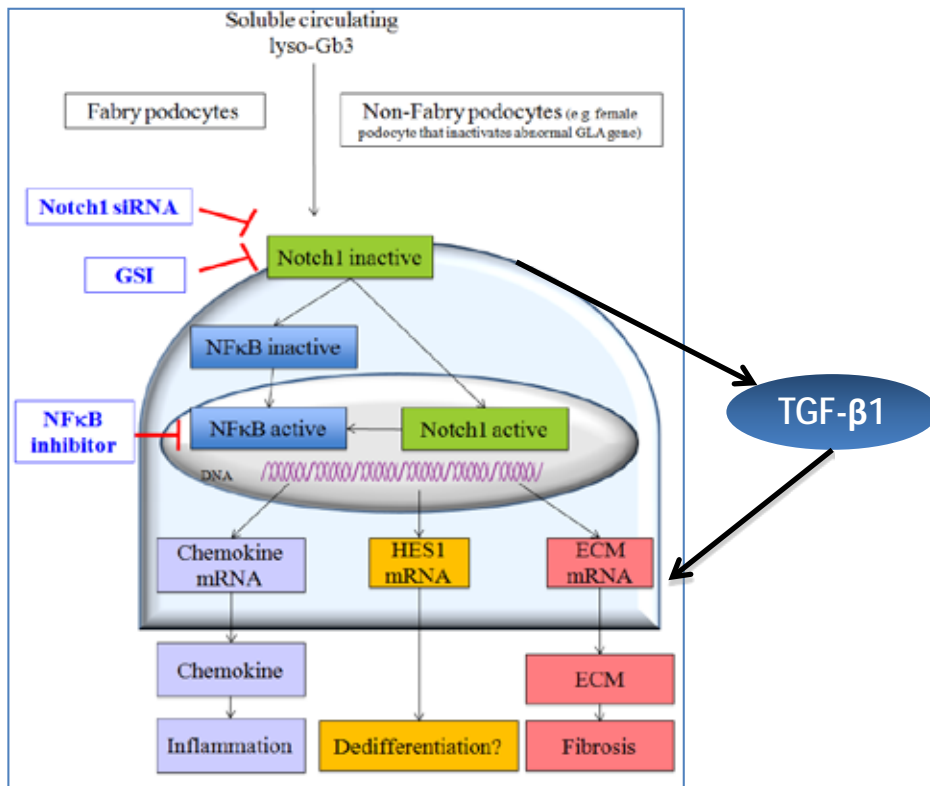 Soluble circulating
lyso-Gb3
Fabry podocytes
Non-Fabry podocytes (e.g. female
podocyte that inactivates abnormal GLA gene)
Notch1 siRNA
GSI
Notch1 inactive
NFκB inactive
TGF-β1
NFκB
inhibitor
NFκB active
Notch1 active
DNA
Chemokine
mRNA
HES1
mRNA
ECM
mRNA
Chemokine
ECM
Inflammation
Dedifferentiation?
Fibrosis